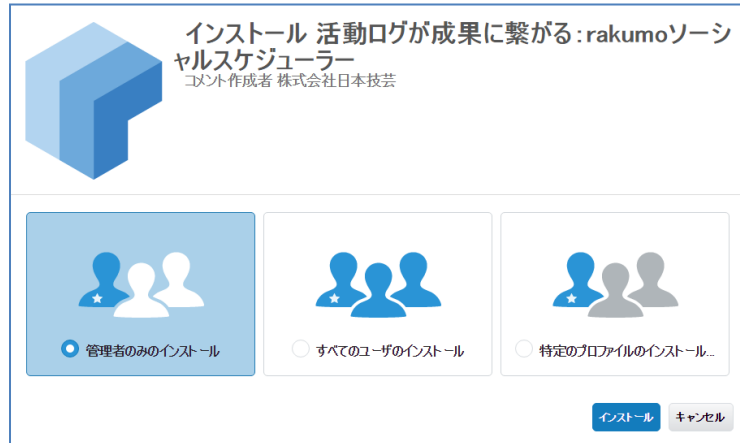 インストール 活動ログが成果に繋がる:rakumoソーシ
ャルスケジューラー
コメント作成者 株式会社日本技芸
管理者のみのインストール
すべてのユーザのインストール
特定のプロファイルのインストール...
インストール
キャンセル